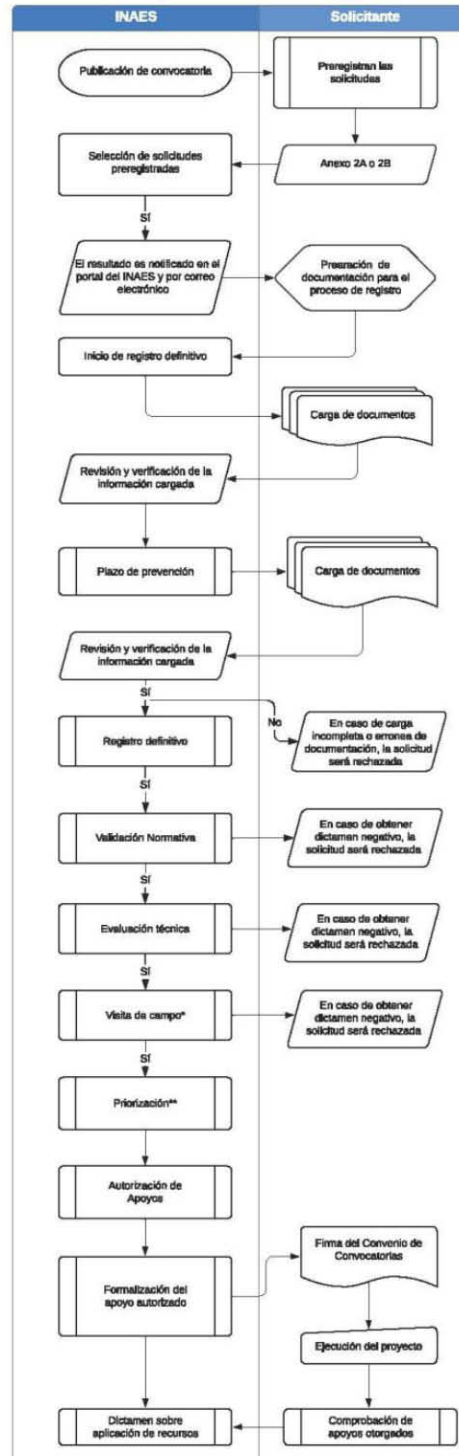 INAES
Solicitante
Publicación de convocatoria
Preregistran las
solicitudes
Selección de solicitudes
preregistradas
Anexo 2A o 2B
Sí
El resultado es notificado en el
portal del INAES y por correo
electrónico
Prearación de
documentación para el
proceso de registro
Inicio de registro definitivo
Carga de documentos
Revisión y verificación de la
información cargada
Plazo de prevención
Carga de documentos
Revisión y verificación de la
información cargada
Sí
No
Registro definitivo
En caso de carga
incompleta o erronea de
documentación, la solicitud
será rechazada
Sí
Validación Normativa
En caso de obtener
dictamen negativo, la
solicitud será rechazada
Sí
Evaluación técnica
En caso de obtener
dictamen negativo, la
solicitud será rechazada
Sí
Visita de campo*
En caso de obtener
dictamen negativo, la
solicitud será rechazada
Sí
Priorización**
Autorización de
Apoyos
Formalización del
apoyo autorizado
Firma del Convenio de
Convocatorias
Ejecución del proyecto
Dictamen sobre
aplicación de recursos
Comprobación de
apoyos otorgados